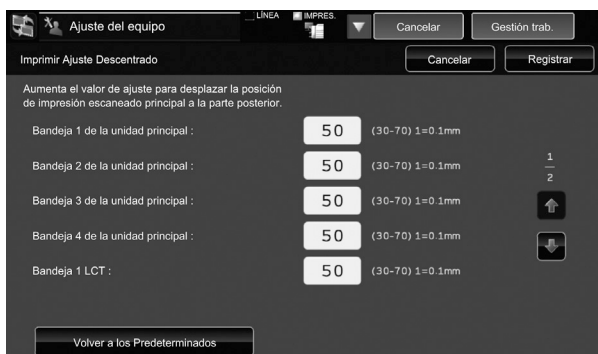 Ajuste del equipo
LÍNEA
IMPRES.
Cancelar
Gestión trab.
Imprimir Ajuste Descentrado
Cancelar
Registrar
Aumenta el valor de ajuste para desplazar la posición
de impresión escaneado principal a la parte posterior.
Bandeja 1 de la unidad principal : 50 (30-70) 1=0.1mm
Bandeja 2 de la unidad principal : 50 (30-70) 1=0.1mm
Bandeja 3 de la unidad principal : 50 (30-70) 1=0.1mm
Bandeja 4 de la unidad principal : 50 (30-70) 1=0.1mm
Bandeja 1 LCT : 50 (30-70) 1=0.1mm
1
2
Volver a los Predeterminados